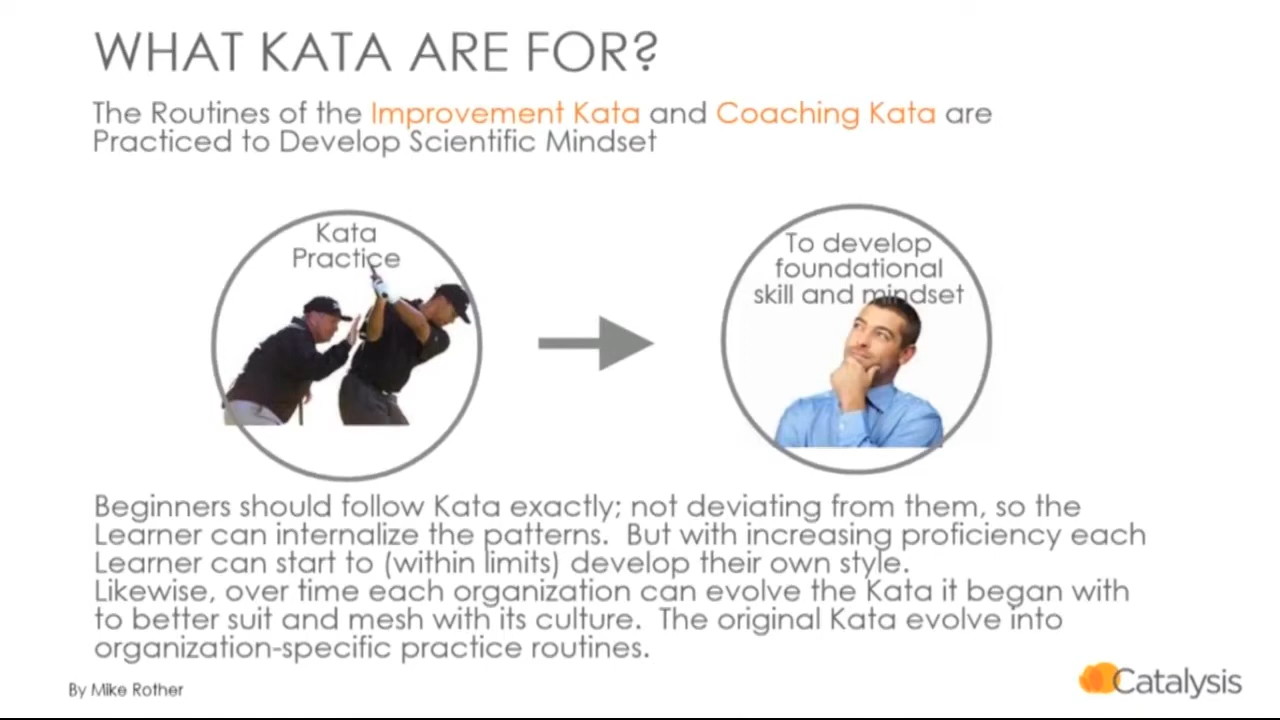 WHAT KATA ARE FOR?
The Routines of the Improvement Kata and Coaching Kata are
Practiced to Develop Scientific Mindset
Kata
Practice
To develop
foundational
skill and mindset
Beginners should follow Kata exactly; not deviating from them, so the
Learner can internalize the patterns.  But with increasing proficiency each
Learner can start to (within limits) develop their own style.
Likewise, over time each organization can evolve the Kata it began with
to better suit and mesh with its culture.  The original Kata evolve into
organization-specific practice routines.
By Mike Rother
Catalysis